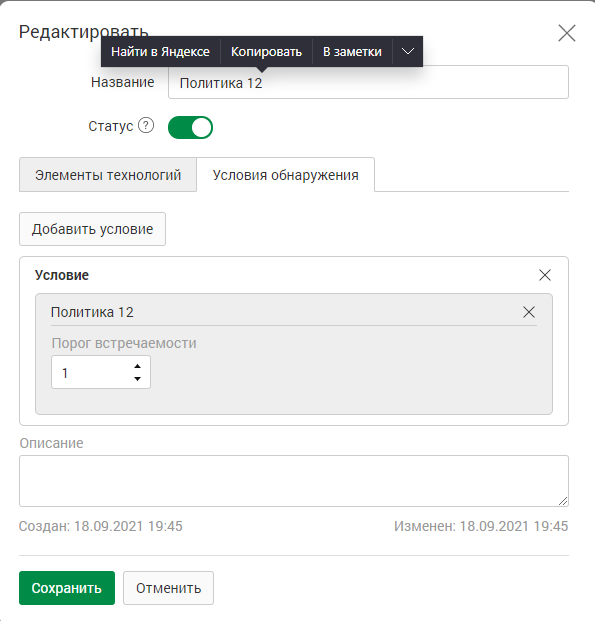 Редактировать
Найти в Яндексе Копировать В заметки
Название Политика 12
Статус ?
Элементы технологий Условия обнаружения
Добавить условие
Условие
Политика 12
Порог встречаемости
1
Описание
Создан: 18.09.2021 19:45 Изменен: 18.09.2021 19:45
Сохранить Отменить